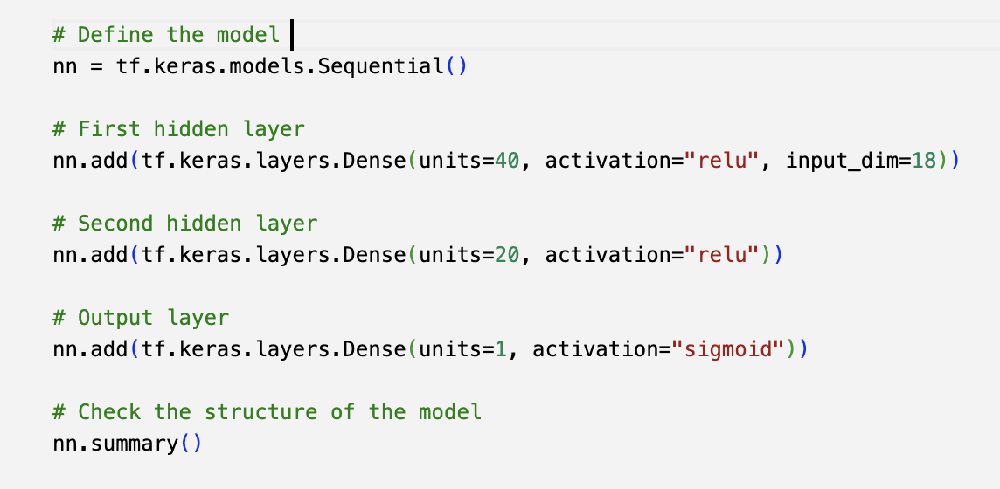 # Define the model
nn = tf.keras.models.Sequential()
# First hidden layer
nn.add(tf.keras.layers.Dense(units=40, activation="relu", input_dim=18))
# Second hidden layer
nn.add(tf.keras.layers.Dense(units=20, activation="relu"))
# Output layer
nn.add(tf.keras.layers.Dense(units=1, activation="sigmoid"))
# Check the structure of the model
nn.summary()